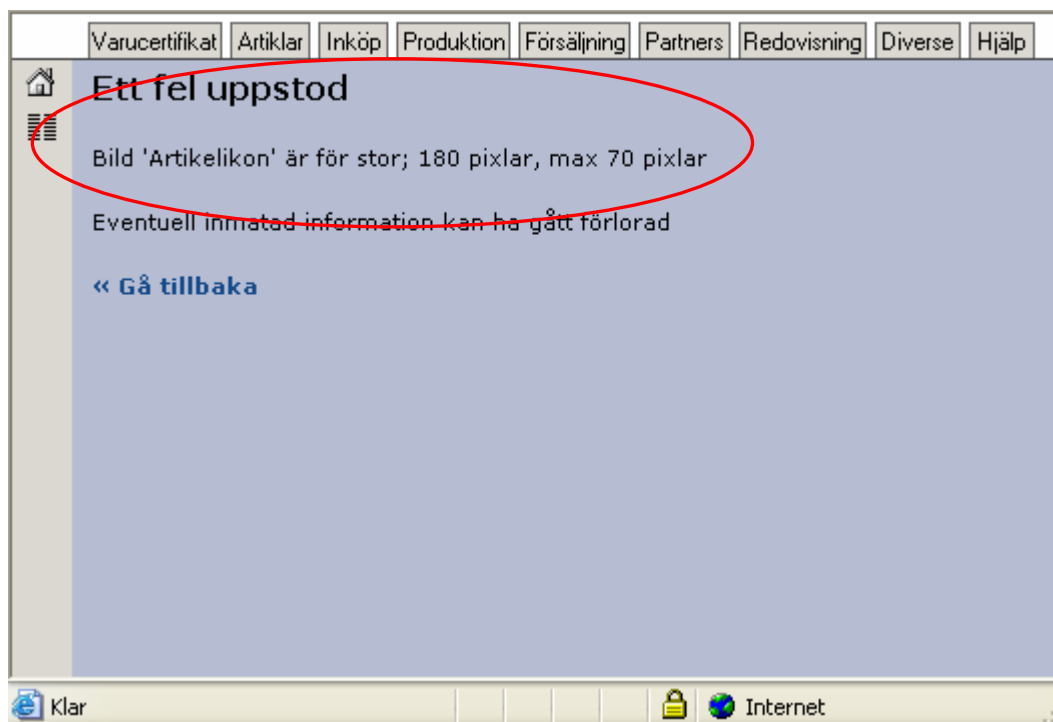 Varucertifikat Artiklar Inköp Produktion Försäljning Partners Redovisning Diverse Hjälp
Ett fel uppstod
Bild 'Artikelikon' är för stor; 180 pixlar, max 70 pixlar
Eventuell inmatad information kan ha gått förlorad
« Gå tillbaka
Klar Internet